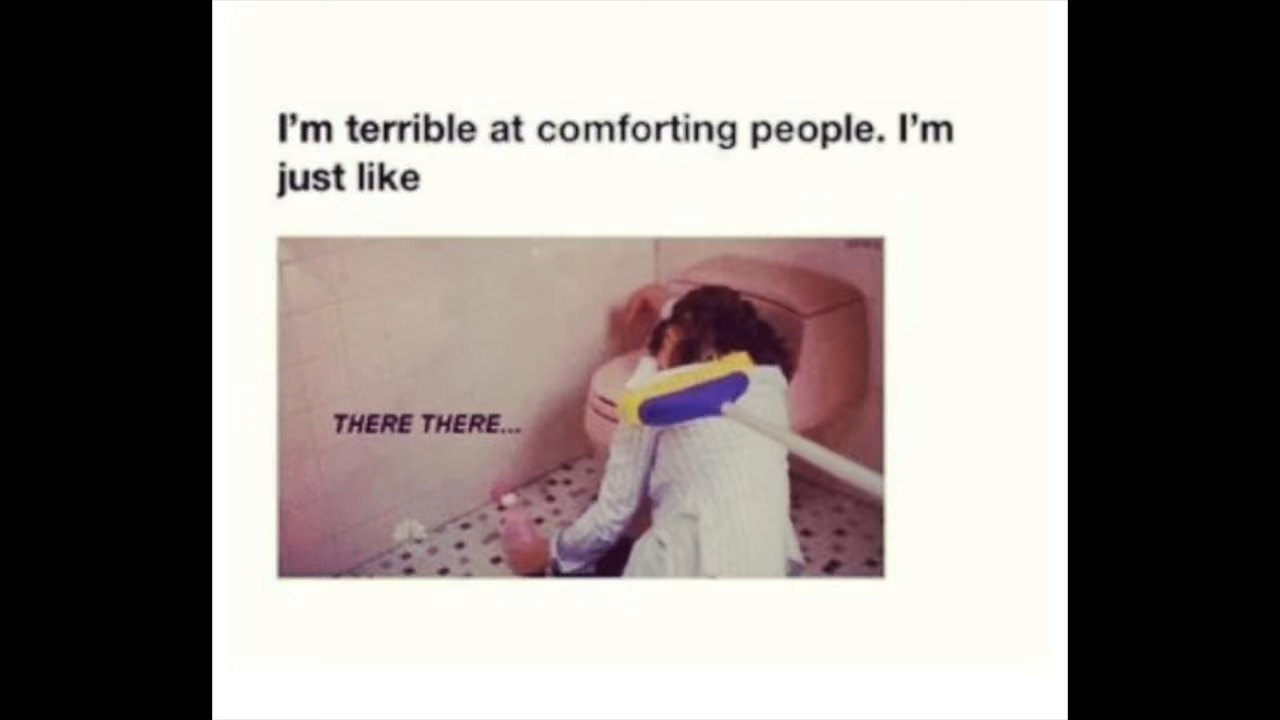 I'm terrible at comforting people. I'm
just like
THERE THERE...